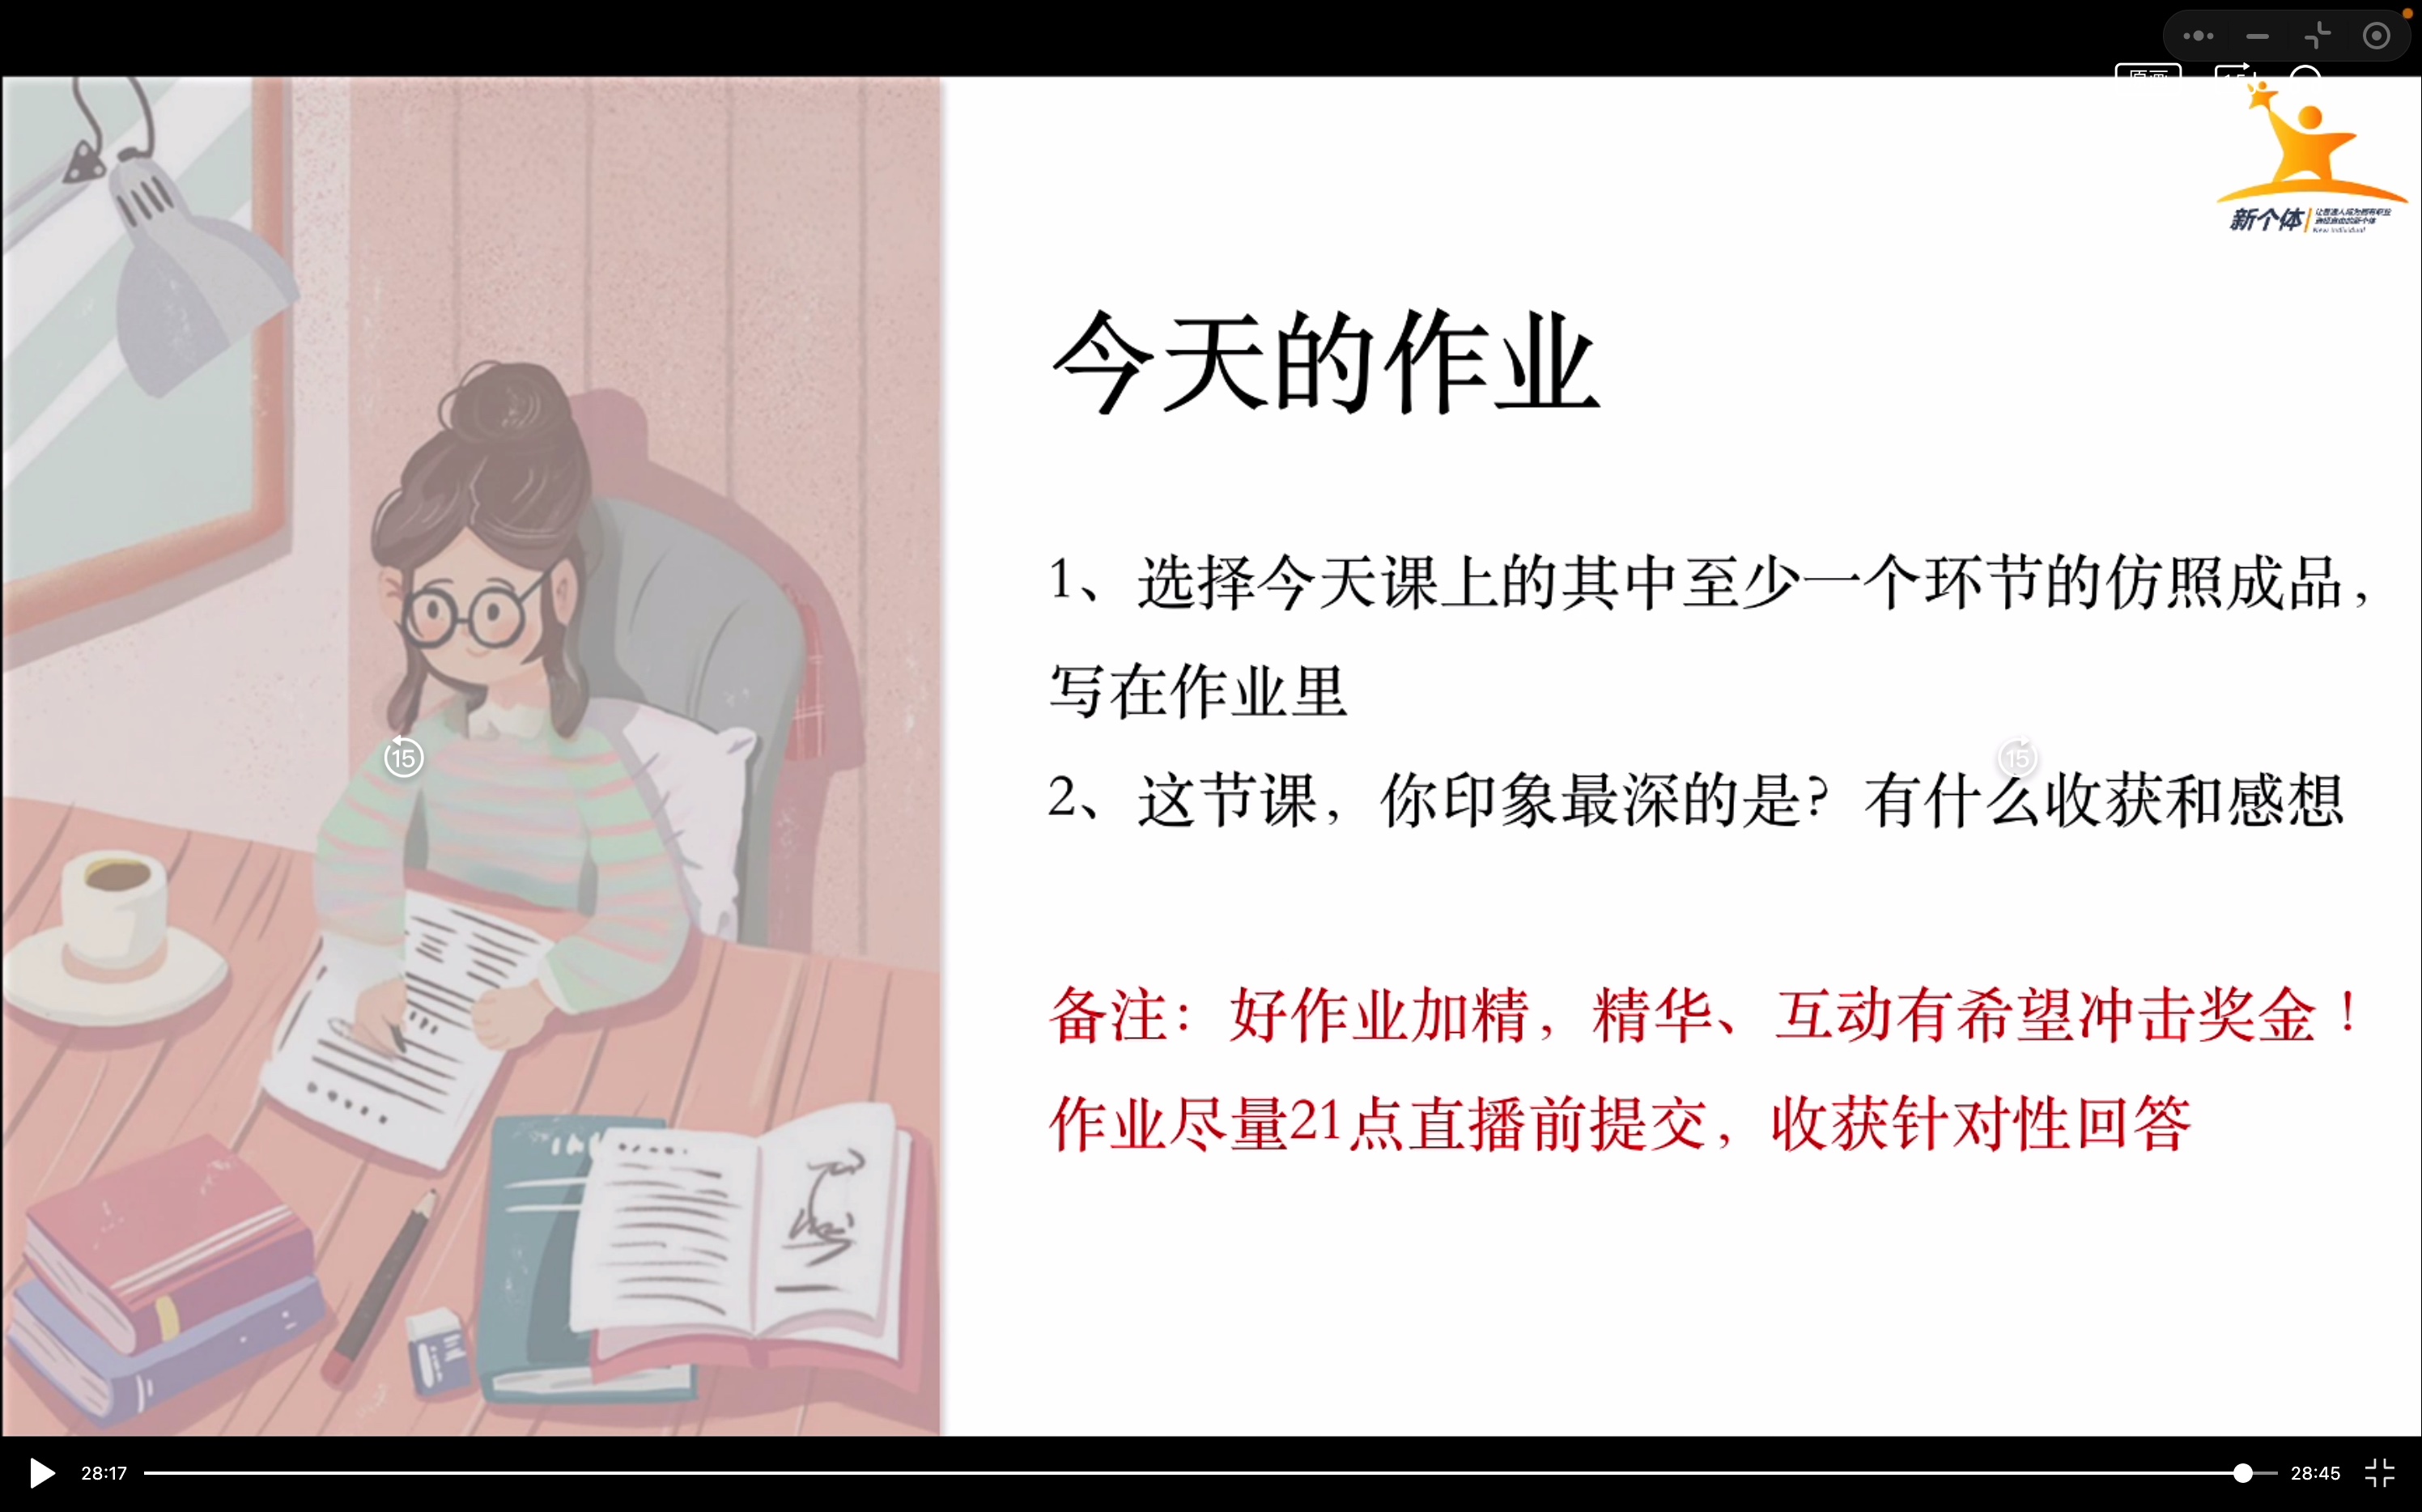 新个体
今天的作业
1、选择今天课上的其中至少一个环节的仿照成品，
写在作业里
15
15
2、这节课，你印象最深的是？有什么收获和感想
备注：好作业加精，精华、互动有希望冲击奖金！
作业尽量21点直播前提交，收获针对性回答
28:17
28:45